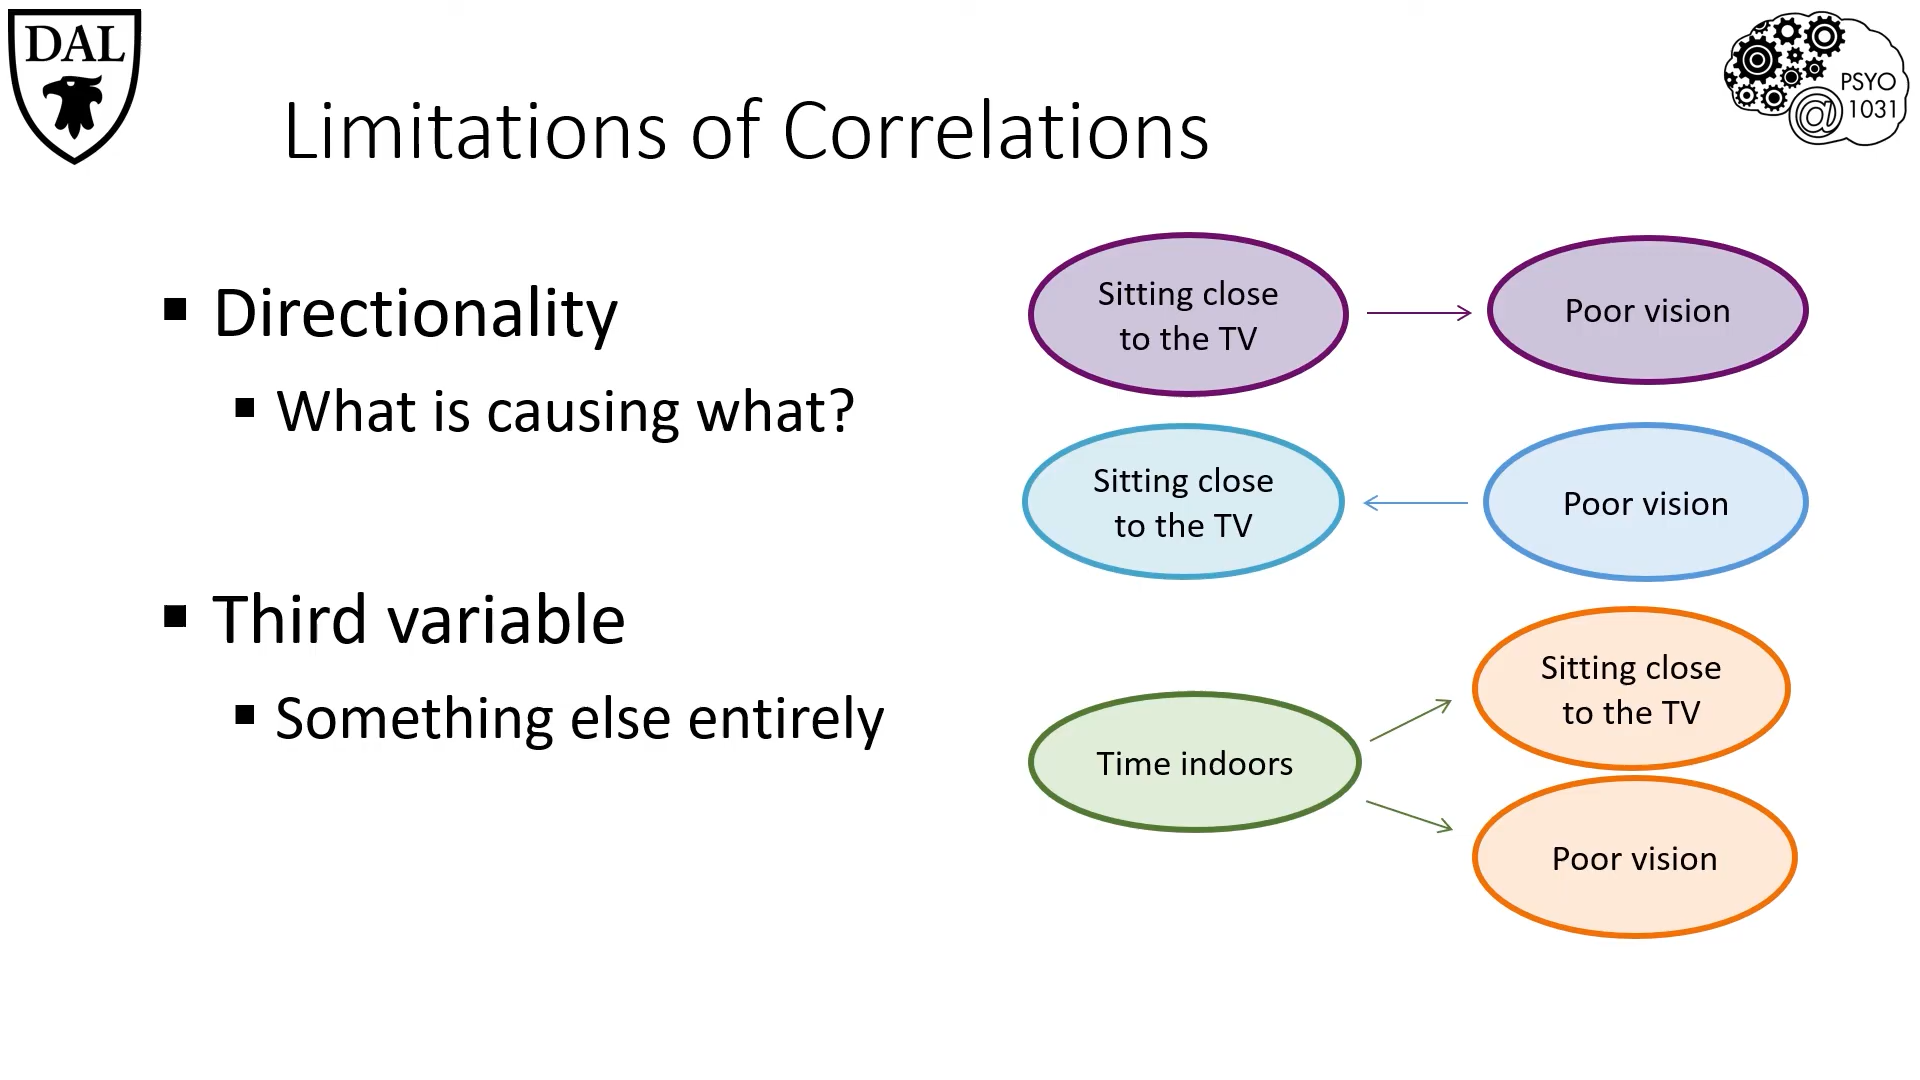 DAL
PSYO
@ 1031
Limitations of Correlations
▪ Directionality
▪ What is causing what?
▪ Third variable
▪ Something else entirely
Sitting close
to the TV
Poor vision
Sitting close
to the TV
Poor vision
Time indoors
Sitting close
to the TV
Poor vision